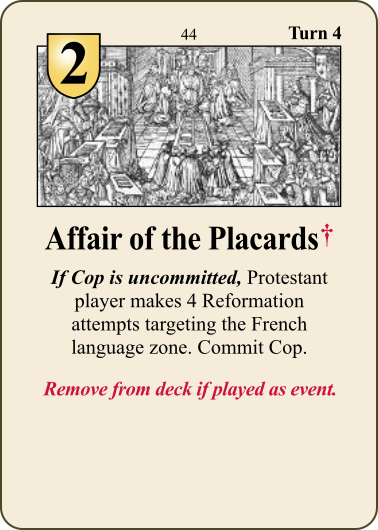 44
Turn 4
2
Affair of the Placards†
If Cop is uncommitted, Protestant
player makes 4 Reformation
attempts targeting the French
language zone. Commit Cop.
Remove from deck if played as event.